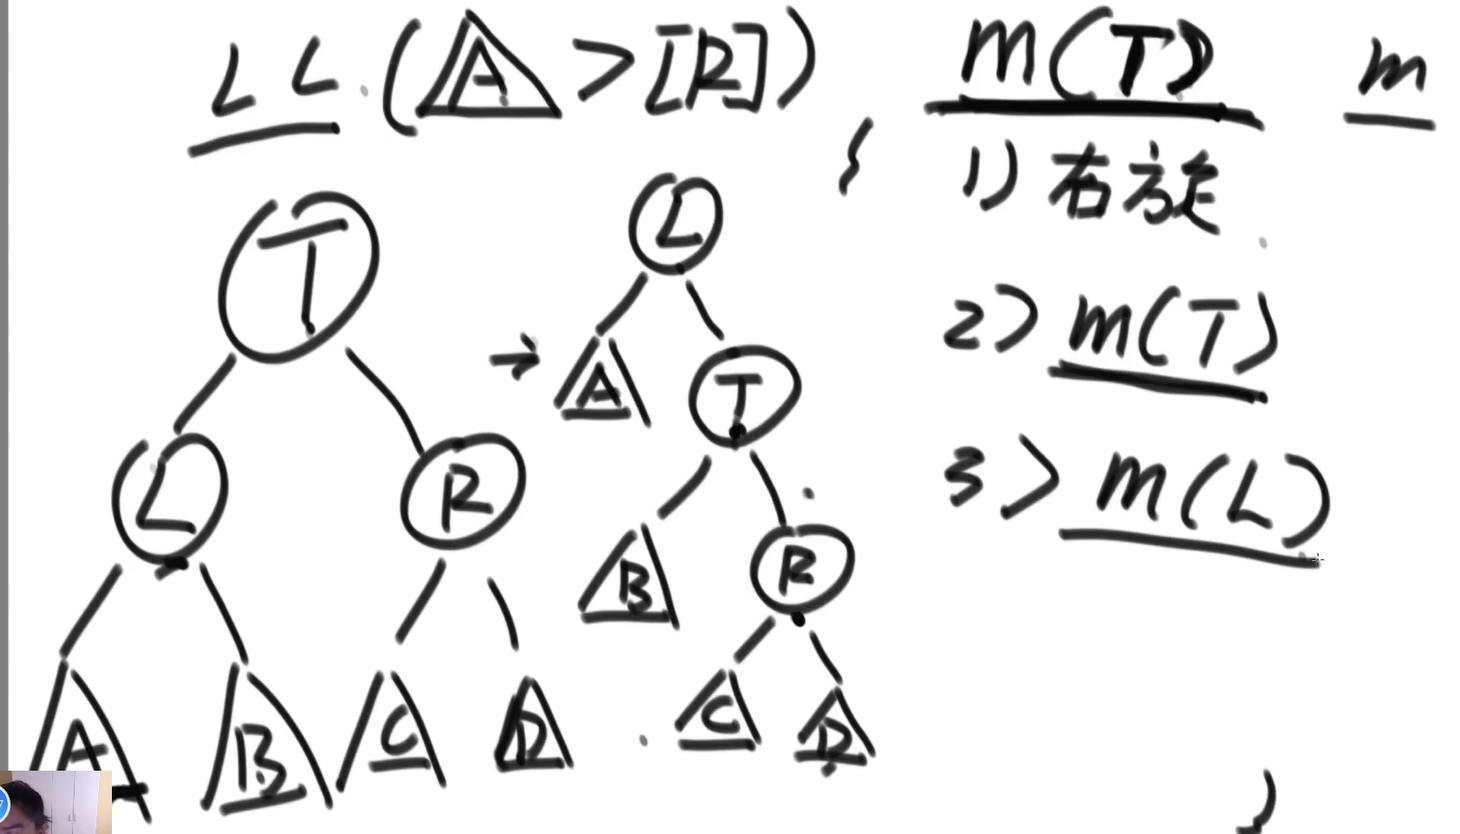 LL (A > [R])
m(T)
m
{
1) 右旋
2> m(T)
3> m(L)
T
L
R
A
B
C
D
→
L
A
T
B
R
C
D
}